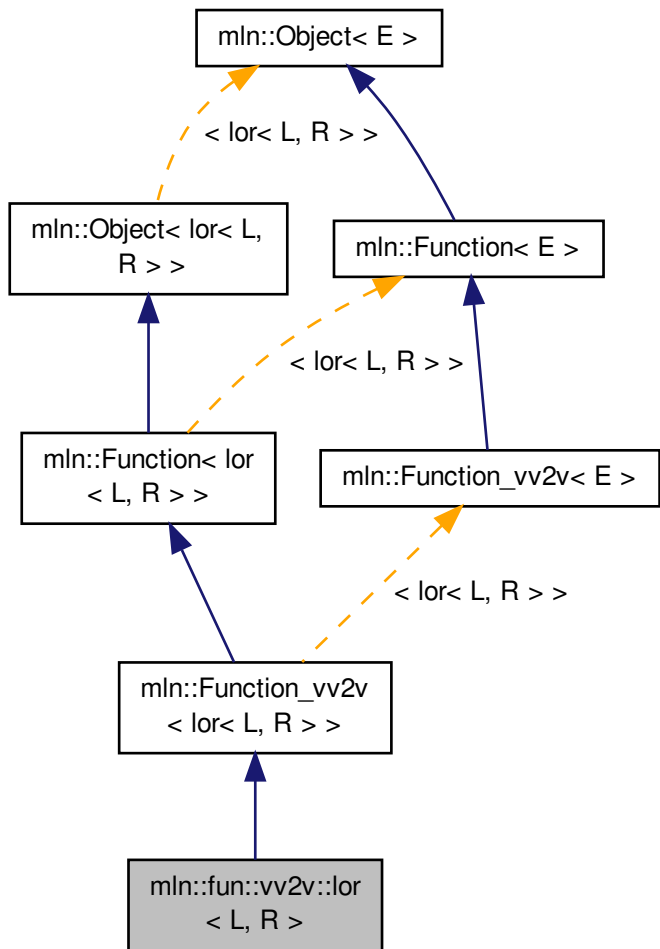 mln::Object< E >
< lor< L, R > >
mln::Object< lor< L,
R > >
mln::Function< E >
< lor< L, R > >
mln::Function< lor
< L, R > >
mln::Function_vv2v< E >
< lor< L, R > >
mln::Function_vv2v
< lor< L, R > >
mln::fun::vv2v::lor
< L, R >